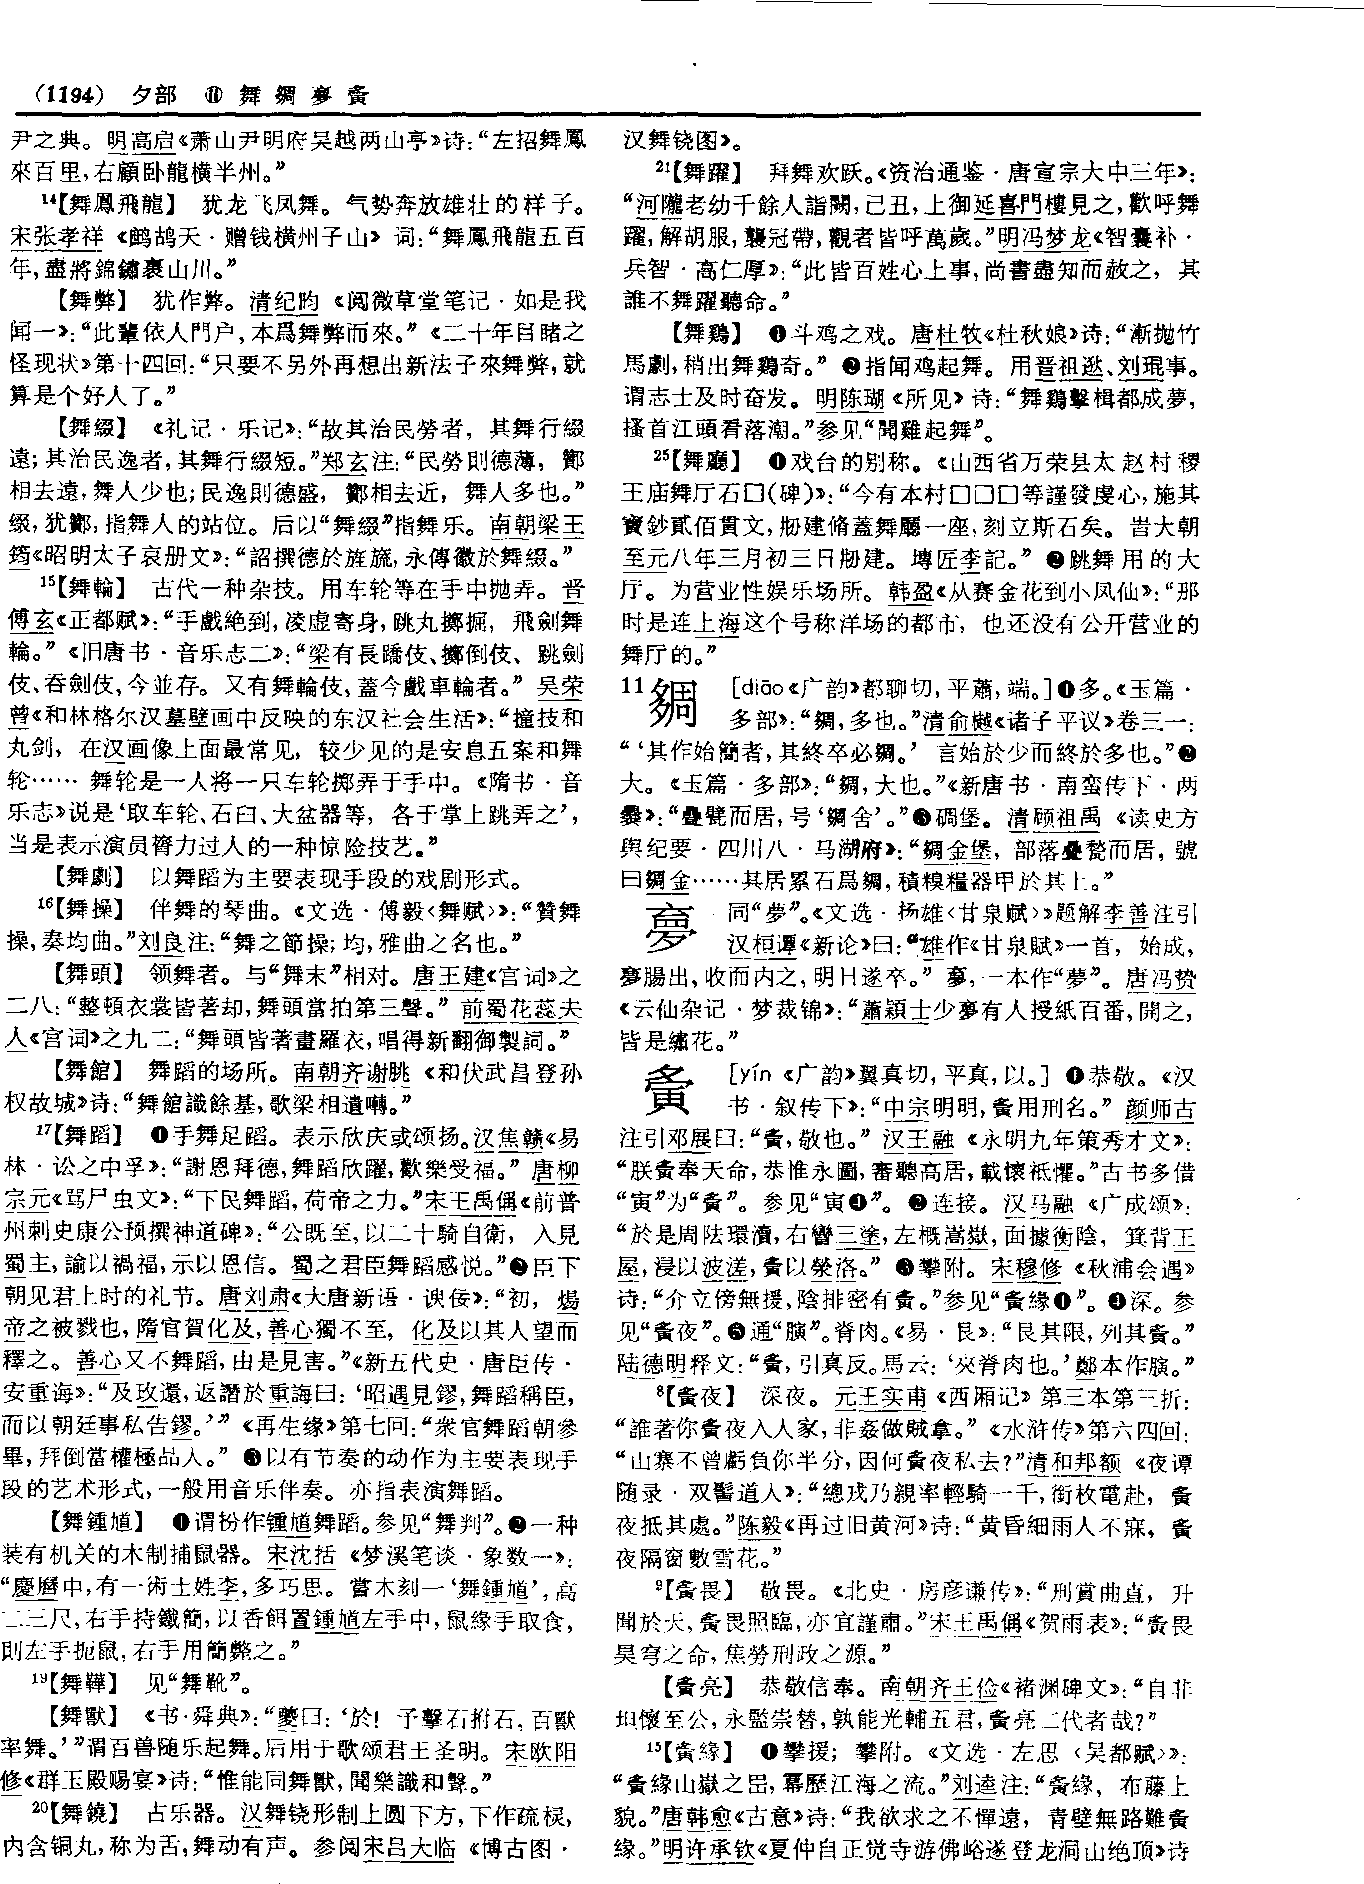 (1194) 夕部 ⑪ 舞 𡖈 夣 夤
尹之典。明高启《萧山尹明府吴越两山亭》诗：“左招舞鳳
來百里，右顧卧龍横半州。”
14【舞鳳飛龍】 犹龙飞凤舞。气势奔放雄壮的样子。
宋张孝祥《鹧鸪天·赠钱横州子山》词：“舞鳳飛龍五百
年，盡將錦繡裹山川。”
【舞弊】 犹作弊。清纪昀《阅微草堂笔记·如是我
闻一》：“此輩依人門户，本爲舞弊而來。”《二十年目睹之
怪现状》第十四回：“只要不另外再想出新法子來舞弊，就
算是个好人了。”
【舞綴】 《礼记·乐记》：“故其治民勞者，其舞行綴
遠；其治民逸者，其舞行綴短。”郑玄注：“民勞則德薄，酇
相去遠，舞人少也；民逸則德盛，酇相去近，舞人多也。”
缀，犹酇，指舞人的站位。后以“舞缀”指舞乐。南朝梁王
筠《昭明太子哀册文》：“詔撰德於旌旒，永傳徽於舞綴。”
15【舞輪】 古代一种杂技。用车轮等在手中抛弄。晋
傅玄《正都赋》：“手戲絶到，凌虚寄身，跳丸擲掘，飛劍舞
輪。”《旧唐书·音乐志二》：“梁有長蹻伎、擲倒伎、跳劍
伎、吞劍伎，今並存。又有舞輪伎，蓋今戲車輪者。”吴荣
曾《和林格尔汉墓壁画中反映的东汉社会生活》：“撞技和
丸剑，在汉画像上面最常见，较少见的是安息五案和舞
轮…… 舞轮是一人将一只车轮掷弄于手中。《隋书·音
乐志》说是‘取车轮、石臼、大盆器等，各于掌上跳弄之’，
当是表示演员膂力过人的一种惊险技艺。”
【舞劇】 以舞蹈为主要表现手段的戏剧形式。
16【舞操】 伴舞的琴曲。《文选·傅毅〈舞赋〉》：“贊舞
操，奏均曲。”刘良注：“舞之節操；均，雅曲之名也。”
【舞頭】 领舞者。与“舞末”相对。唐王建《宫词》之
二八：“整頓衣裳皆著却，舞頭當拍第三聲。”前蜀花蕊夫
人《宫词》之九二：“舞頭皆著畫羅衣，唱得新翻御製詞。”
【舞館】 舞蹈的场所。南朝齐谢朓《和伏武昌登孙
权故城》诗：“舞館識餘基，歌梁相遺囀。”
17【舞蹈】 ❶手舞足蹈。表示欣庆或颂扬。汉焦赣《易
林·讼之中孚》：“謝恩拜德，舞蹈欣躍，歡樂受福。”唐柳
宗元《骂尸虫文》：“下民舞蹈，荷帝之力。”宋王禹偁《前普
州刺史康公预撰神道碑》：“公既至，以二十騎自衛，入見
蜀主，諭以禍福，示以恩信。蜀之君臣舞蹈感悦。”❷臣下
朝见君上时的礼节。唐刘肃《大唐新语·谀佞》：“初，煬
帝之被戮也，隋官賀化及，善心獨不至，化及以其人望而
釋之。善心又不舞蹈，由是見害。”《新五代史·唐臣传·
安重诲》：“及玫還，返譖於重誨曰：‘昭遇見鏐，舞蹈稱臣，
而以朝廷事私告鏐。’”《再生缘》第七回：“衆官舞蹈朝參
畢，拜倒當權極品人。” ❸以有节奏的动作为主要表现手
段的艺术形式，一般用音乐伴奏。亦指表演舞蹈。
【舞鍾馗】 ❶谓扮作锺馗舞蹈。参见“舞判”。❷一种
装有机关的木制捕鼠器。宋沈括《梦溪笔谈·象数一》：
“慶曆中，有一術士姓李，多巧思。嘗木刻一‘舞鍾馗’，高
二三尺，右手持鐵簡，以香餌置鍾馗左手中，鼠緣手取食，
則左手扼鼠，右手用簡斃之。”
19【舞鞾】 见“舞靴”。
【舞獸】 《书·舜典》：“夔曰：‘於！予擊石拊石，百獸
率舞。’”谓百兽随乐起舞。后用于歌颂君王圣明。宋欧阳
修《群玉殿赐宴》诗：“惟能同舞獸，聞樂識和聲。”
20【舞鐃】 古乐器。汉舞铙形制上圆下方，下作疏棂，
内含铜丸，称为舌，舞动有声。参阅宋吕大临《博古图·
汉舞铙图》。
21【舞躍】 拜舞欢跃。《资治通鉴·唐宣宗大中三年》：
“河隴老幼千餘人詣闕，己丑，上御延喜門樓見之，歡呼舞
躍，解胡服，襲冠帶，觀者皆呼萬歲。”明冯梦龙《智囊补·
兵智·高仁厚》：“此皆百姓心上事，尚書盡知而赦之，其
誰不舞躍聽命。”
【舞鷄】 ❶斗鸡之戏。唐杜牧《杜秋娘》诗：“漸抛竹
馬劇，稍出舞鷄奇。” ❷指闻鸡起舞。用晋祖逖、刘琨事。
谓志士及时奋发。明陈瑚《所见》诗：“舞鷄擊楫都成夢，
搔首江頭看落潮。”参见“聞雞起舞”。
25【舞廳】 ❶戏台的别称。《山西省万荣县太赵村稷
王庙舞厅石□(碑)》：“今有本村□□□等謹發虔心，施其
寶鈔貳佰貫文，刱建脩蓋舞廳一座，刻立斯石矣。旹大朝
至元八年三月初三日刱建。塼匠李記。” ❷跳舞用的大
厅。为营业性娱乐场所。韩盈《从赛金花到小凤仙》：“那
时是连上海这个号称洋场的都市，也还没有公开营业的
舞厅的。”
11 𡖈 [diāo《广韵》都聊切，平蕭，端。]❶多。《玉篇·
多部》：“𡖈，多也。”清俞樾《诸子平议》卷三一：
“‘其作始簡者，其終卒必𡖈。’言始於少而終於多也。”❷
大。《玉篇·多部》：“𡖈，大也。”《新唐书·南蛮传下·两
爨》：“疊甓而居，号‘𡖈舍’。”❸碉堡。清顾祖禹《读史方
舆纪要·四川八·马湖府》：“𡖈金堡，部落疊甃而居，號
曰𡖈金……其居累石爲𡖈，積糗糧器甲於其上。”
夣 同“夢”。《文选·扬雄〈甘泉赋〉》题解李善注引
汉桓谭《新论》曰：“雄作《甘泉賦》一首，始成，
夣腸出，收而内之，明日遂卒。”夣，一本作“夢”。唐冯贽
《云仙杂记·梦裁锦》：“蕭穎士少夣有人授紙百番，開之，
皆是繡花。”
夤 [yín《广韵》翼真切，平真，以。] ❶恭敬。《汉
书·叙传下》：“中宗明明，夤用刑名。”颜师古
注引邓展曰：“夤，敬也。”汉王融《永明九年策秀才文》：
“朕夤奉天命，恭惟永圖，審聽高居，載懷祗懼。”古书多借
“寅”为“夤”。参见“寅❹”。❷连接。汉马融《广成颂》：
“於是周阹環瀆，右矕三塗，左概嵩嶽，面據衡陰，箕背王
屋，浸以波溠，夤以滎洛。” ❸攀附。宋穆修《秋浦会遇》
诗：“介立傍無援，陰排密有夤。”参见“夤緣❶”。❹深。参
见“夤夜”。❺通“䐶”。脊肉。《易·艮》：“艮其限，列其夤。”
陆德明释文：“夤，引真反。馬云：‘夾脊肉也。’鄭本作䐶。”
8【夤夜】 深夜。元王实甫《西厢记》第三本第三折：
“誰著你夤夜入人家，非姦做賊拿。”《水浒传》第六四回：
“山寨不曾虧負你半分，因何夤夜私去？”清和邦额《夜谭
随录·双髻道人》：“總戎乃親率輕騎一千，銜枚電赴，夤
夜抵其處。”陈毅《再过旧黄河》诗：“黄昏細雨人不寐，夤
夜隔窗數雪花。”
9【夤畏】 敬畏。《北史·房彦谦传》：“刑賞曲直，升
聞於天，夤畏照臨，亦宜謹肅。”宋王禹偁《贺雨表》：“夤畏
昊穹之命，焦勞刑政之源。”
【夤亮】 恭敬信奉。南朝齐王俭《褚渊碑文》：“自非
坦懷至公，永監崇替，孰能光輔五君，夤亮二代者哉？”
15【夤緣】 ❶攀援；攀附。《文选·左思〈吴都赋〉》：
“夤緣山嶽之岊，冪歷江海之流。”刘逵注：“夤緣，布藤上
貌。”唐韩愈《古意》诗：“我欲求之不憚遠，青壁無路難夤
緣。”明许承钦《夏仲自正觉寺游佛峪遂登龙洞山绝顶》诗